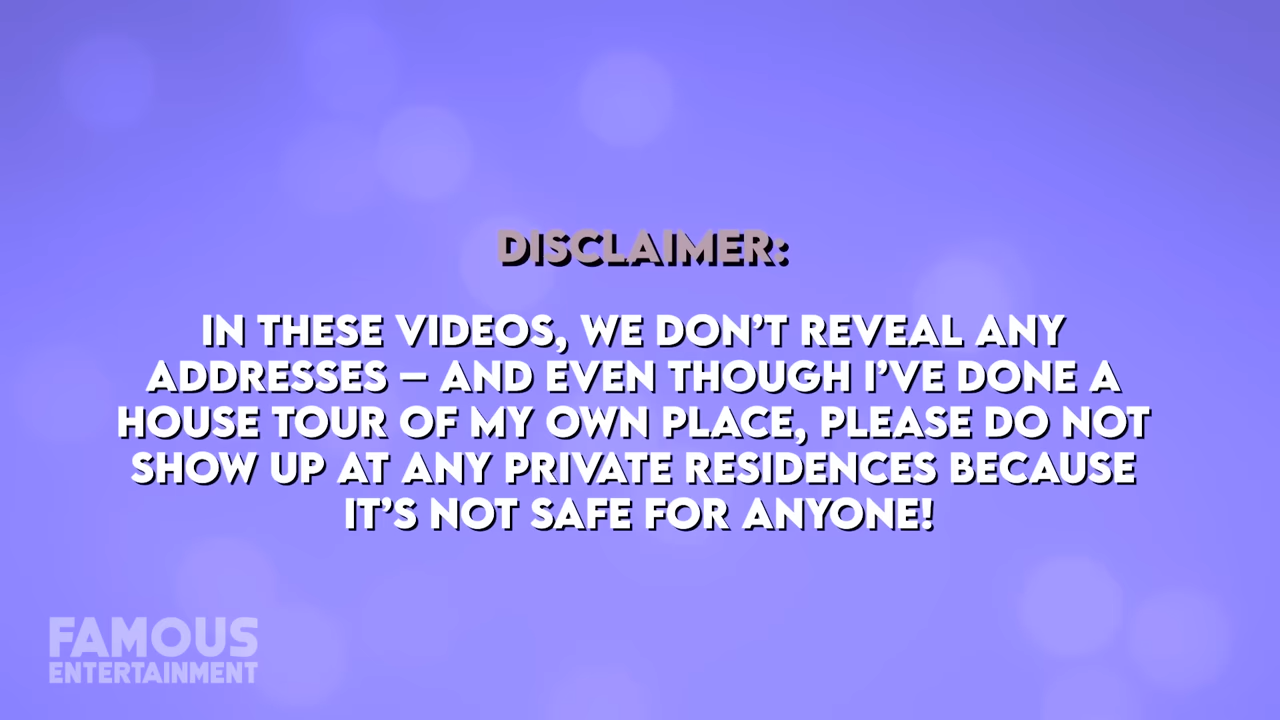 DISCLAIMER:
IN THESE VIDEOS, WE DON'T REVEAL ANY
ADDRESSES – AND EVEN THOUGH I'VE DONE A
HOUSE TOUR OF MY OWN PLACE, PLEASE DO NOT
SHOW UP AT ANY PRIVATE RESIDENCES BECAUSE
IT'S NOT SAFE FOR ANYONE!
FAMOUS
ENTERTAINMENT